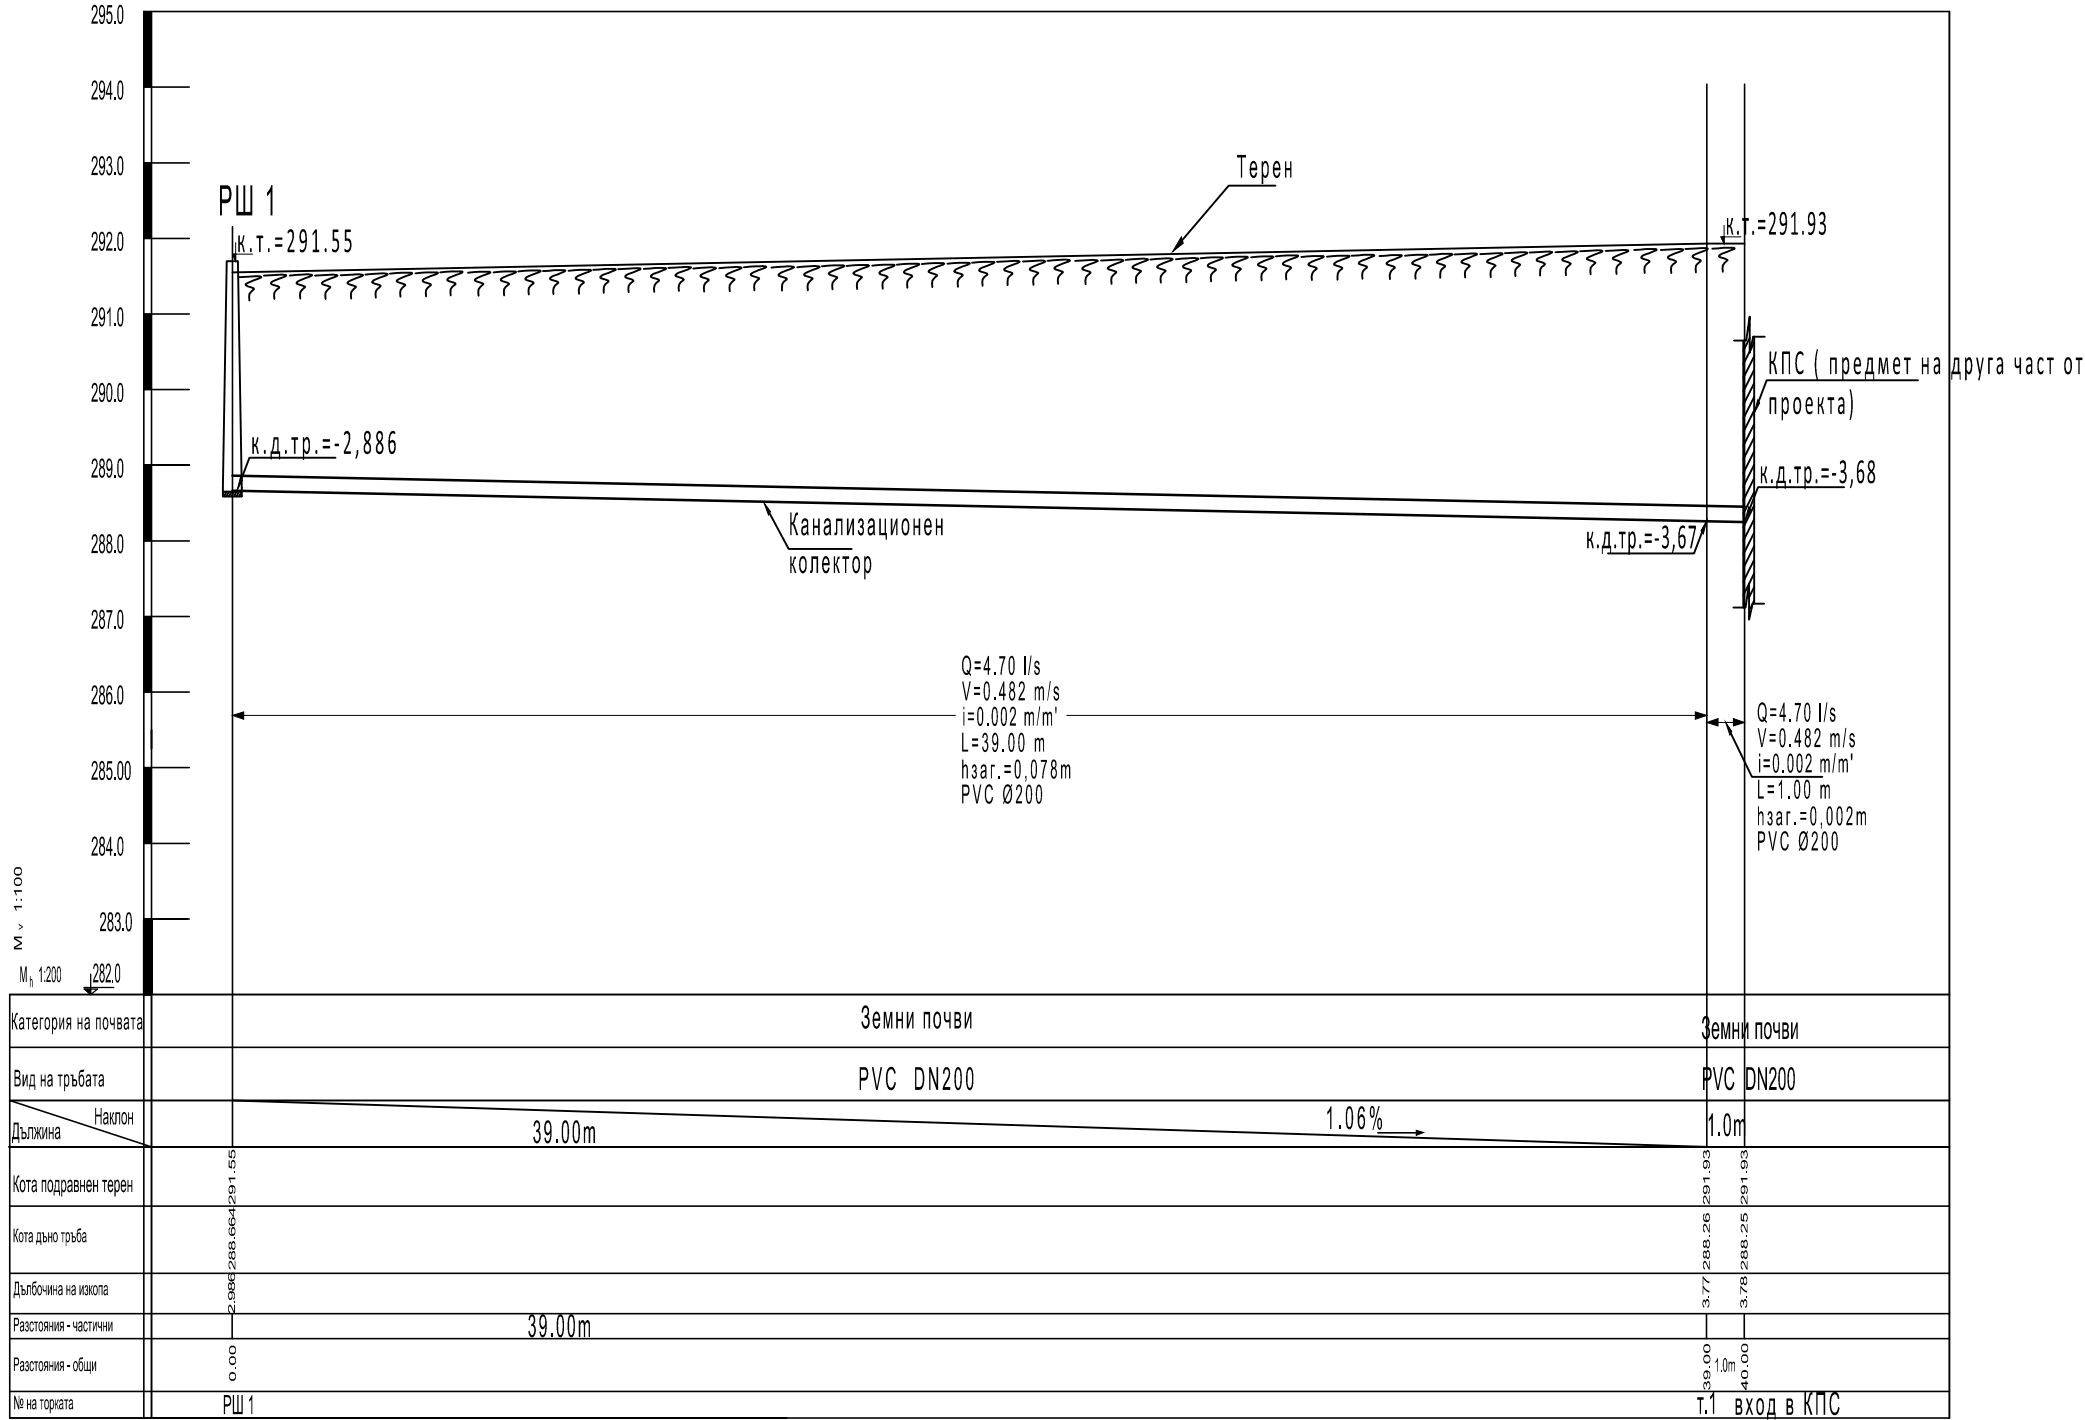 295.0
294.0
293.0
Терен
РШ 1
292.0
к.т.=291.55
к.т.=291.93
291.0
290.0
КПС ( предмет на друга част от
проекта)
289.0
к.д.тр.=-2,886
к.д.тр.=-3,68
288.0
Канализационен
колектор
к.д.тр.=-3,67
287.0
286.0
Q=4.70 l/s
V=0.482 m/s
i=0.002 m/m'
L=39.00 m
hзаг.=0,078m
PVC Ø200
Q=4.70 l/s
V=0.482 m/s
i=0.002 m/m'
L=1.00 m
hзаг.=0,002m
PVC Ø200
285.00
284.0
283.0
M v 1:100
M h 1:200
282.0
Категория на почвата
Земни почви
Земни почви
Вид на тръбата
PVC DN200
PVC DN200
Наклон
Дължина
39.00m
1.06%
1.0m
Кота подравнен терен
291.55
291.93
291.93
Кота дъно тръба
288.664
288.26
288.25
Дълбочина на изкопа
2.986
3.77
3.78
Разстояния - частични
39.00m
Разстояния - общи
0.00
39.00
1.0m
40.00
№ на торката
РШ 1
т.1
вход в КПС